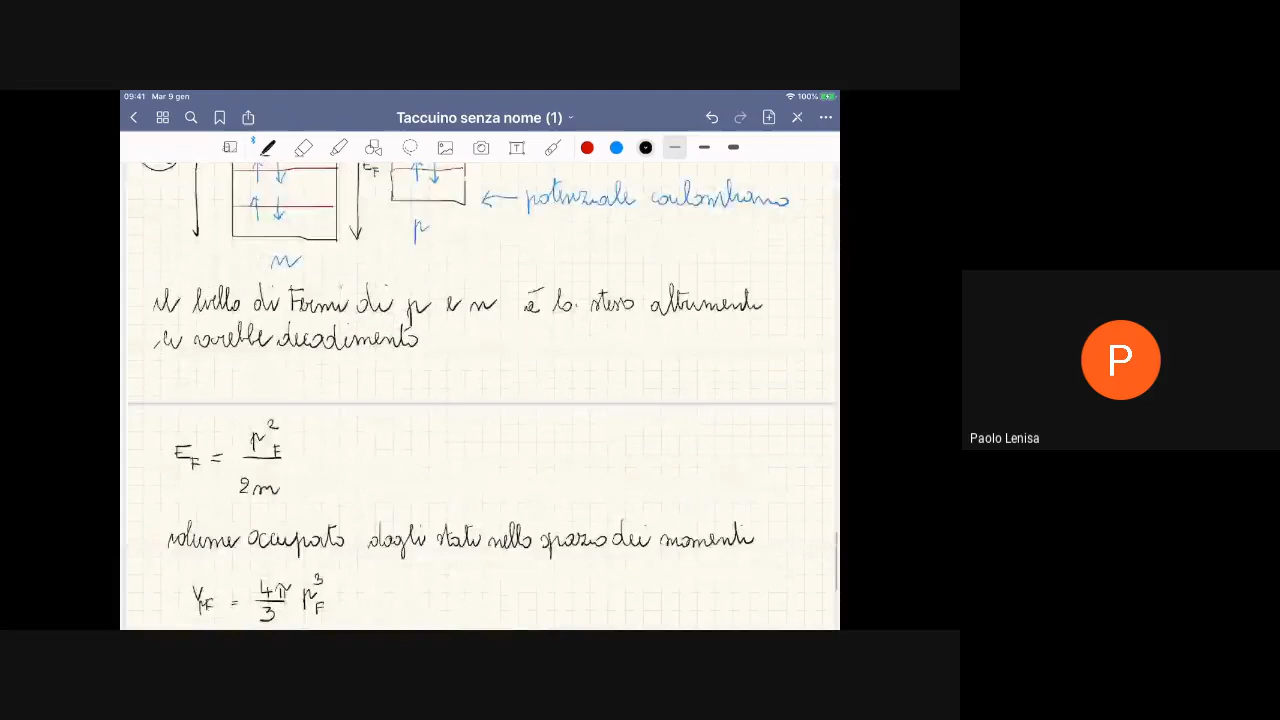 09:41 Mar 9 gen 100%
Taccuino senza nome (1)
E_F
← potenziale coulombiano
p
n
il livello di Fermi di p e n è lo stesso altrimenti
ci sarebbe decadimento
E_F = p_F^2 / 2m
volume occupato dagli stati nello spazio dei momenti
V_pF = 4π/3 p_F^3
P
Paolo Lenisa